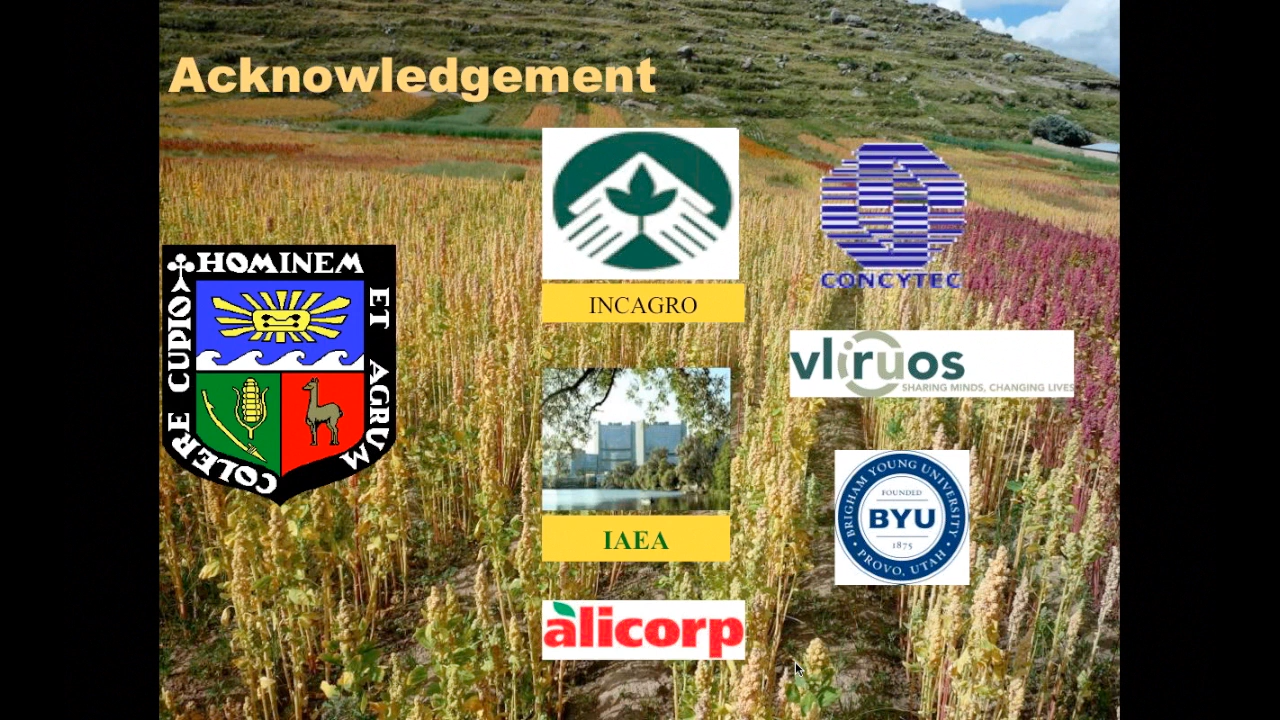 Acknowledgement
COLERE CUPIO HOMINEM ET AGRUM
INCAGRO
IAEA
alicorp
CONCYTEC
vliruos
SHARING MINDS, CHANGING LIVES
BRIGHAM YOUNG UNIVERSITY
FOUNDED
BYU
1875
PROVO, UTAH